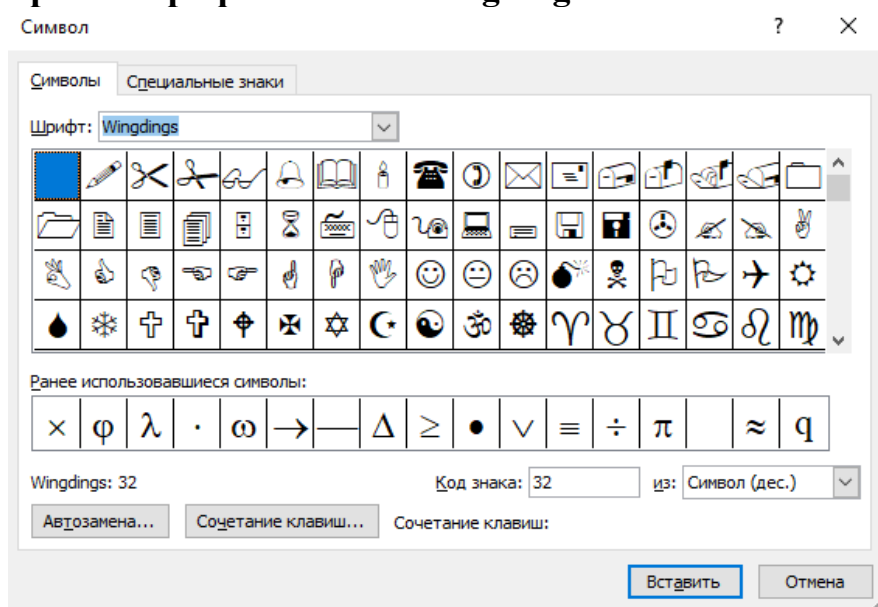 Символ
?
Символы Специальные знаки
Шрифт: Wingdings
Ранее использовавшиеся символы:
× φ λ · ω → — Δ ≥ ● ∨ ≡ ÷ π ≈ q
Wingdings: 32 Код знака: 32 из: Символ (дес.)
Автозамена... Сочетание клавиш... Сочетание клавиш:
Вставить Отмена